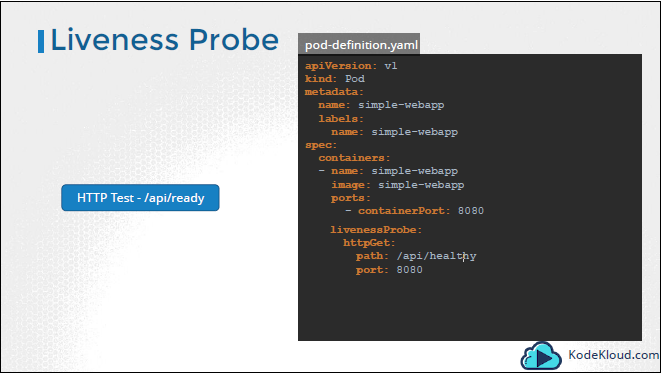 Liveness Probe
pod-definition.yaml
apiVersion: v1
kind: Pod
metadata:
  name: simple-webapp
  labels:
    name: simple-webapp
spec:
  containers:
  - name: simple-webapp
    image: simple-webapp
    ports:
      - containerPort: 8080
    livenessProbe:
      httpGet:
        path: /api/healthy
        port: 8080
HTTP Test - /api/ready
KodeKloud.com